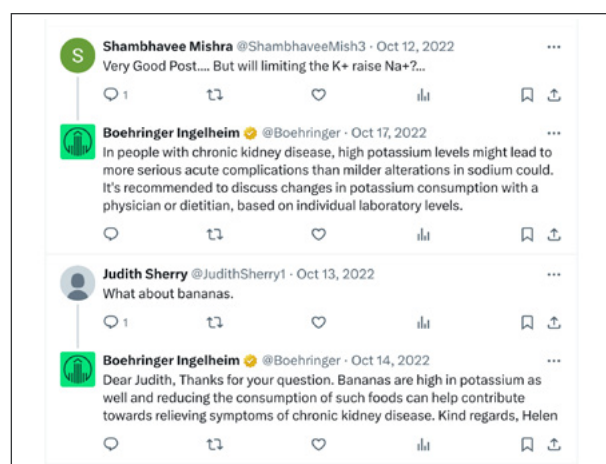 S
Shambhavee Mishra @ShambhaveeMish3 · Oct 12, 2022
Very Good Post.... But will limiting the K+ raise Na+?...
1
Boehringer Ingelheim @Boehringer · Oct 17, 2022
In people with chronic kidney disease, high potassium levels might lead to
more serious acute complications than milder alterations in sodium could.
It's recommended to discuss changes in potassium consumption with a
physician or dietitian, based on individual laboratory levels.
Judith Sherry @JudithSherry1 · Oct 13, 2022
What about bananas.
1
Boehringer Ingelheim @Boehringer · Oct 14, 2022
Dear Judith, Thanks for your question. Bananas are high in potassium as
well and reducing the consumption of such foods can help contribute
towards relieving symptoms of chronic kidney disease. Kind regards, Helen